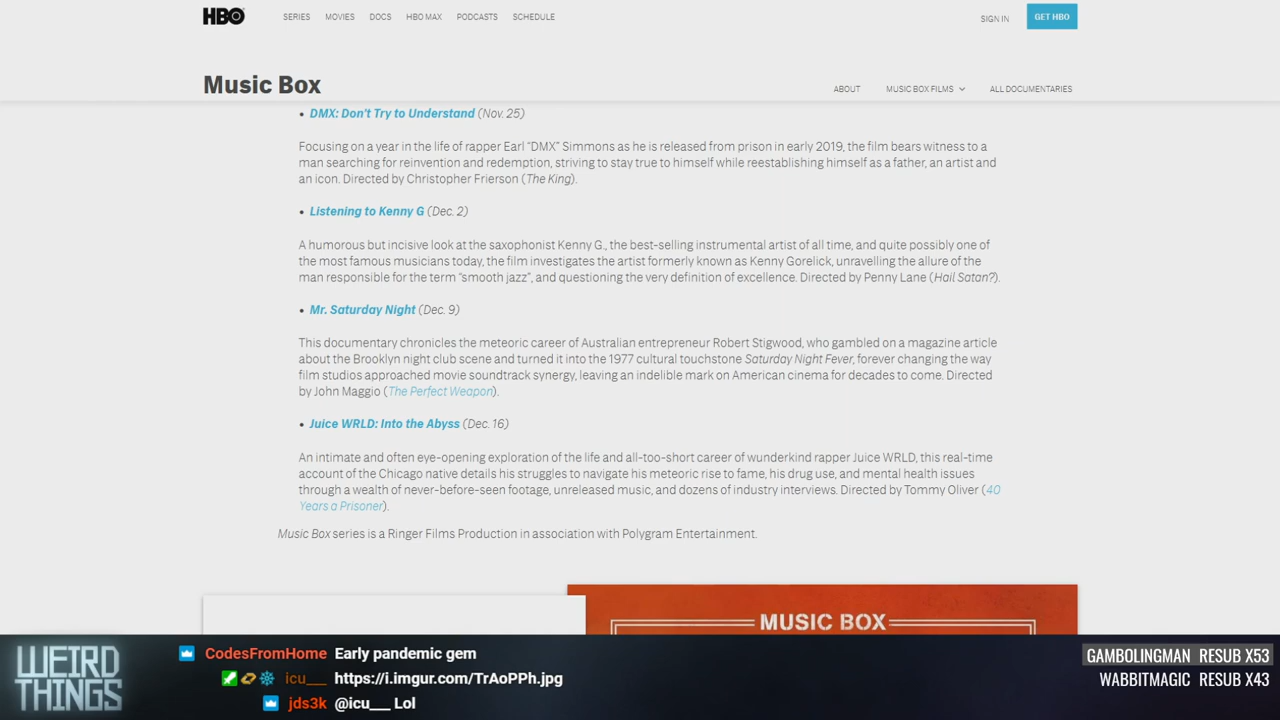 HBO SERIES MOVIES DOCS HBO MAX PODCASTS SCHEDULE SIGN IN GET HBO
Music Box ABOUT MUSIC BOX FILMS ALL DOCUMENTARIES
• DMX: Don't Try to Understand (Nov. 25)
Focusing on a year in the life of rapper Earl “DMX” Simmons as he is released from prison in early 2019, the film bears witness to a
man searching for reinvention and redemption, striving to stay true to himself while reestablishing himself as a father, an artist and
an icon. Directed by Christopher Frierson (The King).
• Listening to Kenny G (Dec. 2)
A humorous but incisive look at the saxophonist Kenny G., the best-selling instrumental artist of all time, and quite possibly one of
the most famous musicians today, the film investigates the artist formerly known as Kenny Gorelick, unravelling the allure of the
man responsible for the term “smooth jazz”, and questioning the very definition of excellence. Directed by Penny Lane (Hail Satan?).
• Mr. Saturday Night (Dec. 9)
This documentary chronicles the meteoric career of Australian entrepreneur Robert Stigwood, who gambled on a magazine article
about the Brooklyn night club scene and turned it into the 1977 cultural touchstone Saturday Night Fever, forever changing the way
film studios approached movie soundtrack synergy, leaving an indelible mark on American cinema for decades to come. Directed
by John Maggio (The Perfect Weapon).
• Juice WRLD: Into the Abyss (Dec. 16)
An intimate and often eye-opening exploration of the life and all-too-short career of wunderkind rapper Juice WRLD, this real-time
account of the Chicago native details his struggles to navigate his meteoric rise to fame, his drug use, and mental health issues
through a wealth of never-before-seen footage, unreleased music, and dozens of industry interviews. Directed by Tommy Oliver (40
Years a Prisoner).
Music Box series is a Ringer Films Production in association with Polygram Entertainment.
MUSIC BOX
WEIRD
THINGS
CodesFromHome Early pandemic gem
icu___ https://i.imgur.com/TrAoPPh.jpg
jds3k @icu___ Lol
GAMBOLINGMAN RESUB X53
WABBITMAGIC RESUB X43